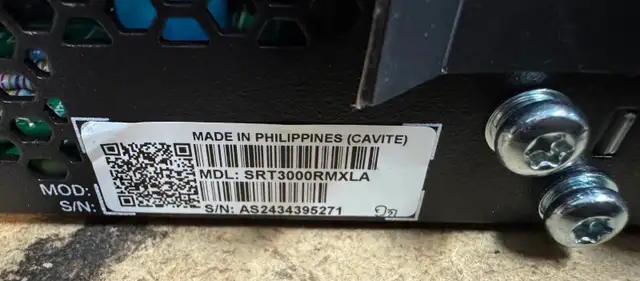 MADE IN PHILIPPINES (CAVITE)
MDL: SRT3000RMXLA
MOD:
S/N:
S/N: AS2434395271